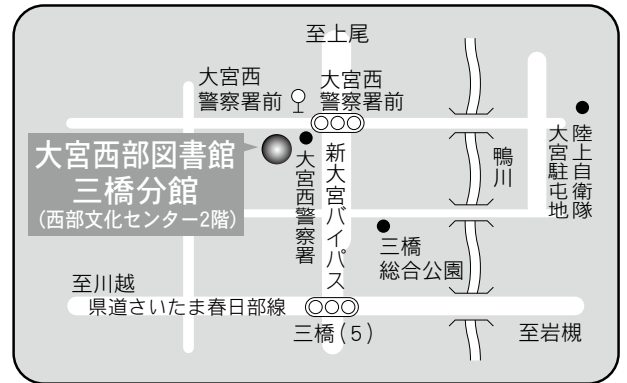 至上尾
大宮西
警察署前
大宮西
警察署前
大宮西部図書館
三橋分館
(西部文化センター2階)
大宮西警察署
新大宮バイパス
鴨川
陸上自衛隊
大宮駐屯地
三橋
総合公園
至川越
県道さいたま春日部線
三橋(5)
至岩槻